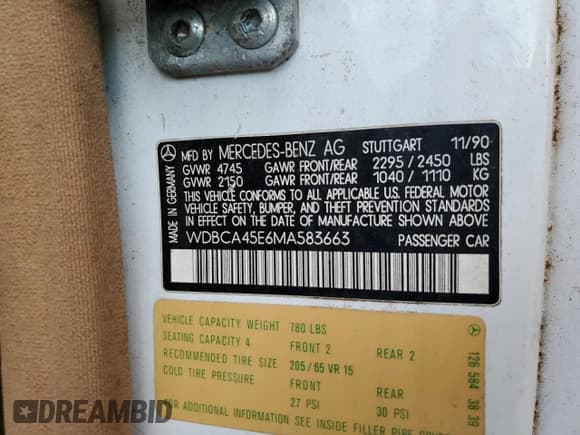 MFD BY MERCEDES-BENZ AG STUTTGART 11/90
GVWR 4745 GAWR FRONT/REAR 2295/2450 LBS
GVWR 2150 GAWR FRONT/REAR 1040/1110 KG
THIS VEHICLE CONFORMS TO ALL APPLICABLE U.S. FEDERAL MOTOR
VEHICLE SAFETY, BUMPER, AND THEFT PREVENTION STANDARDS
IN EFFECT ON THE DATE OF MANUFACTURE SHOWN ABOVE.
WDBCA45E6MA583663 PASSENGER CAR
MADE IN GERMANY
VEHICLE CAPACITY WEIGHT 780 LBS
SEATING CAPACITY 4 FRONT 2 REAR 2
RECOMMENDED TIRE SIZE 205/65 VR 15
COLD TIRE PRESSURE FRONT REAR
27 PSI 30 PSI
FOR ADDITIONAL INFORMATION SEE INSIDE FILLER PIPE
126 584 38 39
DREAMBID